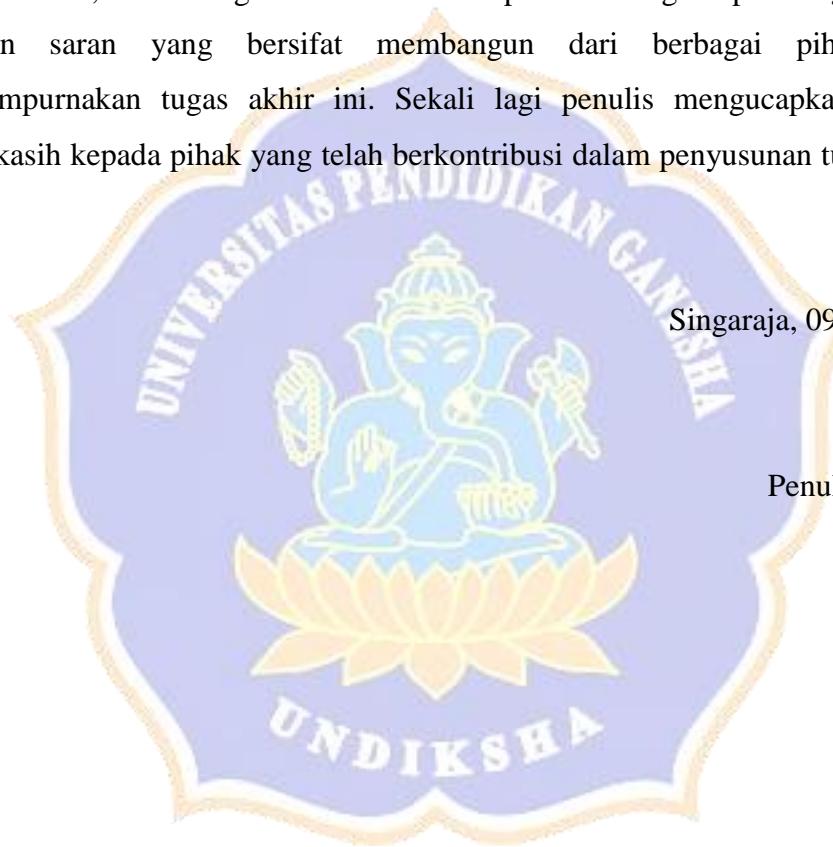 n saran yang bersifat membangun dari berbagai pih
mpurnakan tugas akhir ini. Sekali lagi penulis mengucapka
kasih kepada pihak yang telah berkontribusi dalam penyusunan tu
UNIVERSITAS PENDIDIKAN GANESHA
Singaraja, 09
Penul
UNDIKSHA